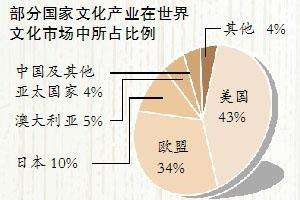 部分国家文化产业在世界
文化市场中所占比例
其他 4%
中国及其他
亚太国家 4%
澳大利亚 5%
日本 10%
美国
43%
欧盟
34%